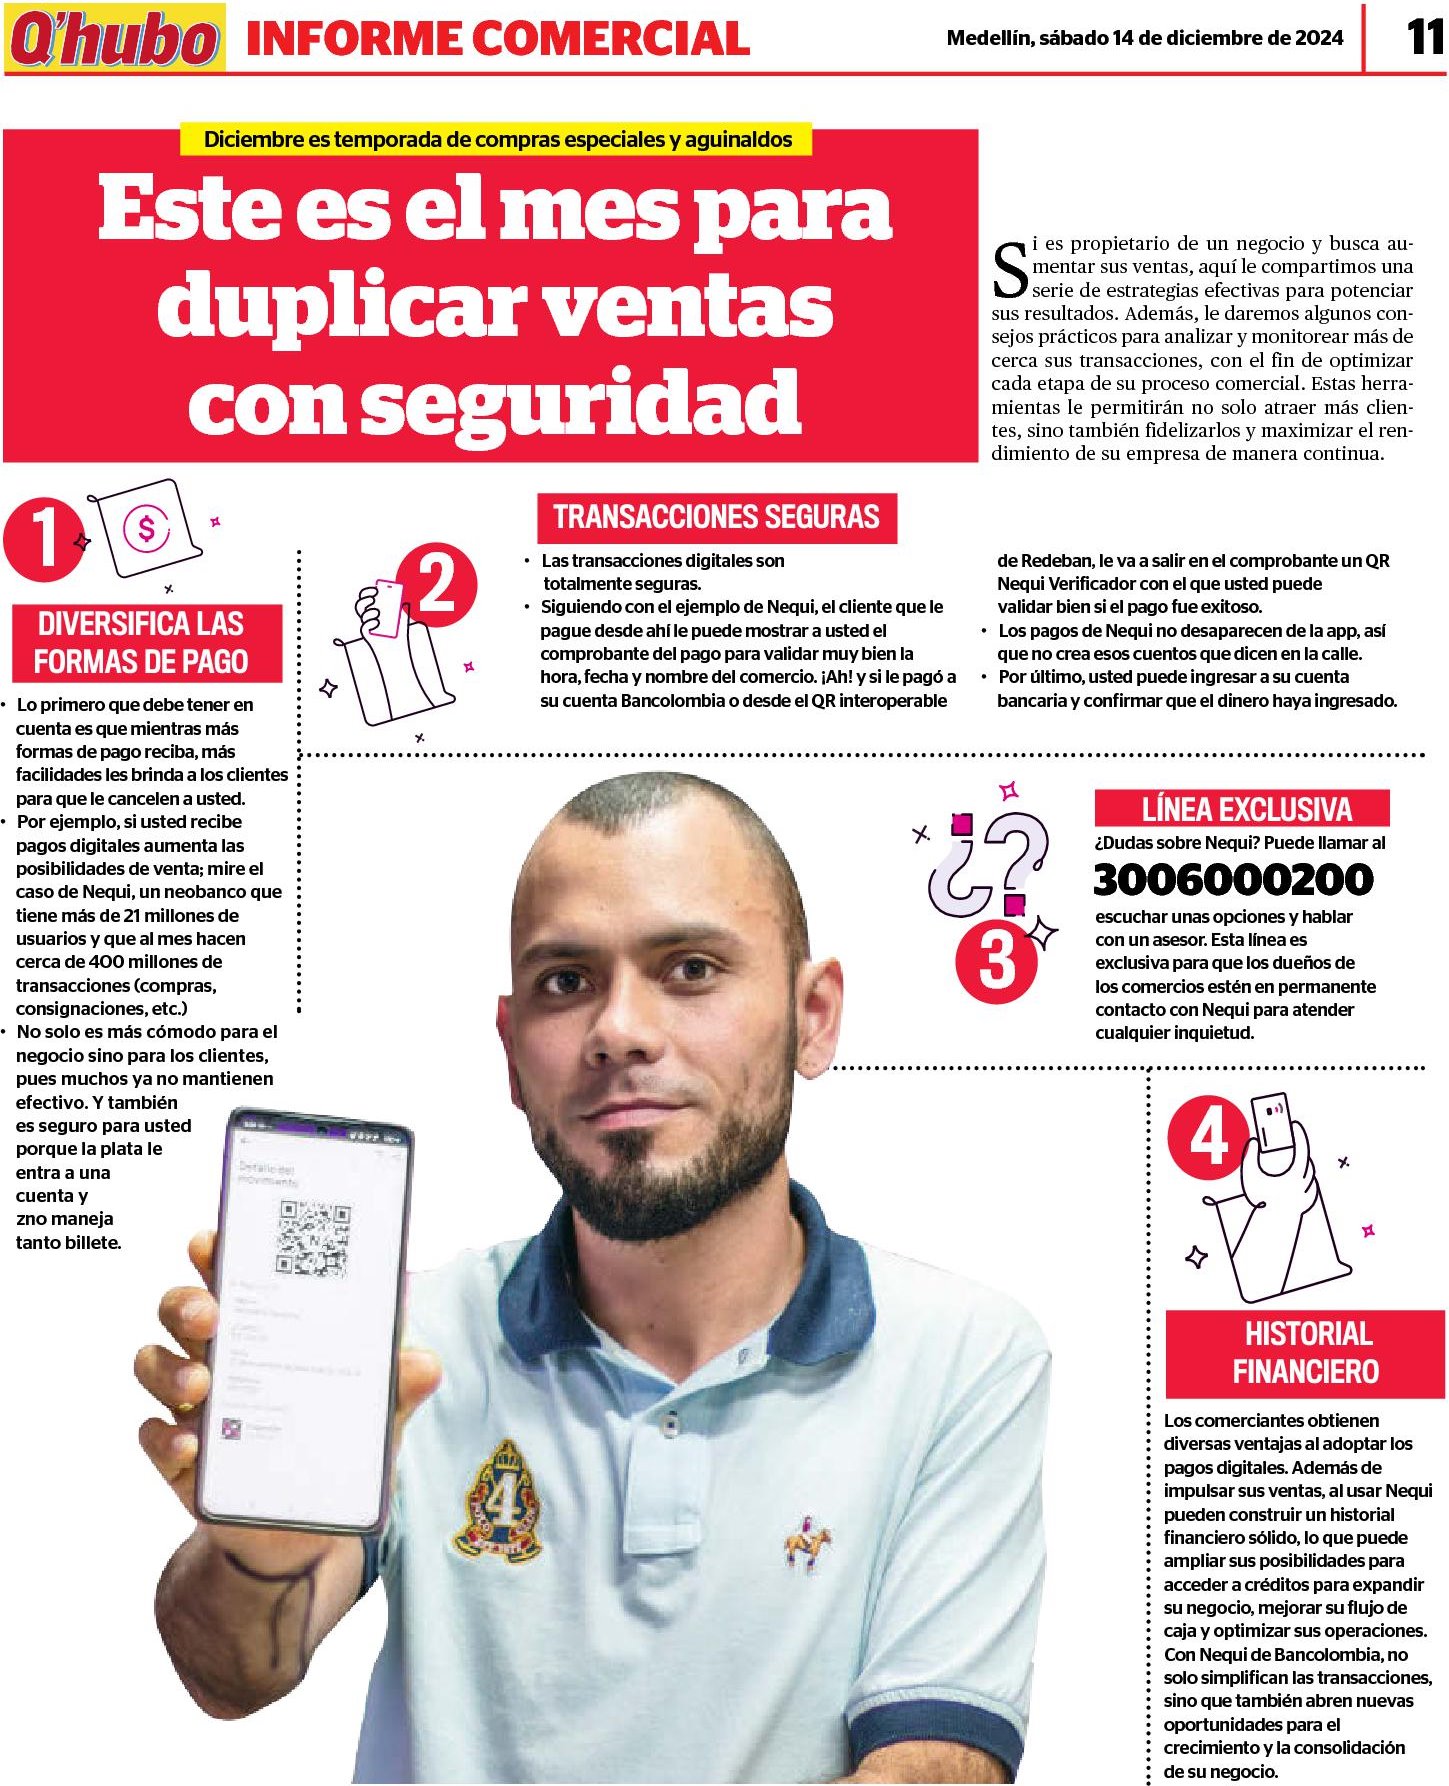 Q'hubo
INFORME COMERCIAL
Medellín, sábado 14 de diciembre de 2024
11
Diciembre es temporada de compras especiales y aguinaldos
Este es el mes para
duplicar ventas
con seguridad
Si es propietario de un negocio y busca au-
mentar sus ventas, aquí le compartimos una
serie de estrategias efectivas para potenciar
sus resultados. Además, le daremos algunos con-
sejos prácticos para analizar y monitorear más de
cerca sus transacciones, con el fin de optimizar
cada etapa de su proceso comercial. Estas herra-
mientas le permitirán no solo atraer más clien-
tes, sino también fidelizarlos y maximizar el ren-
dimiento de su empresa de manera continua.
1
$
DIVERSIFICA LAS
FORMAS DE PAGO
• Lo primero que debe tener en
cuenta es que mientras más
formas de pago reciba, más
facilidades les brinda a los clientes
para que le cancelen a usted.
• Por ejemplo, si usted recibe
pagos digitales aumenta las
posibilidades de venta; mire el
caso de Nequi, un neobanco que
tiene más de 21 millones de
usuarios y que al mes hacen
cerca de 400 millones de
transacciones (compras,
consignaciones, etc.)
• No solo es más cómodo para el
negocio sino para los clientes,
pues muchos ya no mantienen
efectivo. Y también
es seguro para usted
porque la plata le
entra a una
cuenta y
zno maneja
tanto billete.
2
TRANSACCIONES SEGURAS
• Las transacciones digitales son
totalmente seguras.
• Siguiendo con el ejemplo de Nequi, el cliente que le
pague desde ahí le puede mostrar a usted el
comprobante del pago para validar muy bien la
hora, fecha y nombre del comercio. ¡Ah! y si le pagó a
su cuenta Bancolombia o desde el QR interoperable
de Redeban, le va a salir en el comprobante un QR
Nequi Verificador con el que usted puede
validar bien si el pago fue exitoso.
• Los pagos de Nequi no desaparecen de la app, así
que no crea esos cuentos que dicen en la calle.
• Por último, usted puede ingresar a su cuenta
bancaria y confirmar que el dinero haya ingresado.
¿?
3
LÍNEA EXCLUSIVA
¿Dudas sobre Nequi? Puede llamar al
3006000200
escuchar unas opciones y hablar
con un asesor. Esta línea es
exclusiva para que los dueños de
los comercios estén en permanente
contacto con Nequi para atender
cualquier inquietud.
4
HISTORIAL
FINANCIERO
Los comerciantes obtienen
diversas ventajas al adoptar los
pagos digitales. Además de
impulsar sus ventas, al usar Nequi
pueden construir un historial
financiero sólido, lo que puede
ampliar sus posibilidades para
acceder a créditos para expandir
su negocio, mejorar su flujo de
caja y optimizar sus operaciones.
Con Nequi de Bancolombia, no
solo simplifican las transacciones,
sino que también abren nuevas
oportunidades para el
crecimiento y la consolidación
de su negocio.
Detalle del
movimiento
N
4